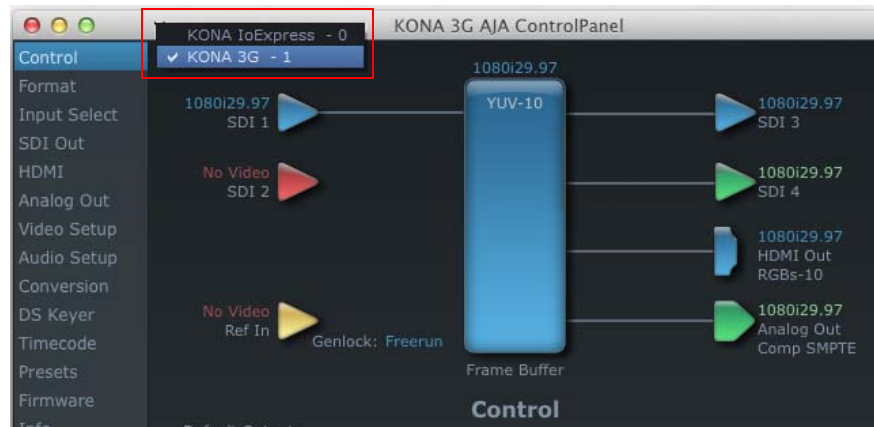 KONA 3G AJA ControlPanel
KONA IoExpress - 0
✓ KONA 3G - 1
Control
Format
Input Select
SDI Out
HDMI
Analog Out
Video Setup
Audio Setup
Conversion
DS Keyer
Timecode
Presets
Firmware
Info
1080i29.97
YUV-10
1080i29.97
SDI 1
No Video
SDI 2
No Video
Ref In
Genlock: Freerun
Frame Buffer
1080i29.97
SDI 3
1080i29.97
SDI 4
1080i29.97
HDMI Out
RGBs-10
1080i29.97
Analog Out
Comp SMPTE
Control